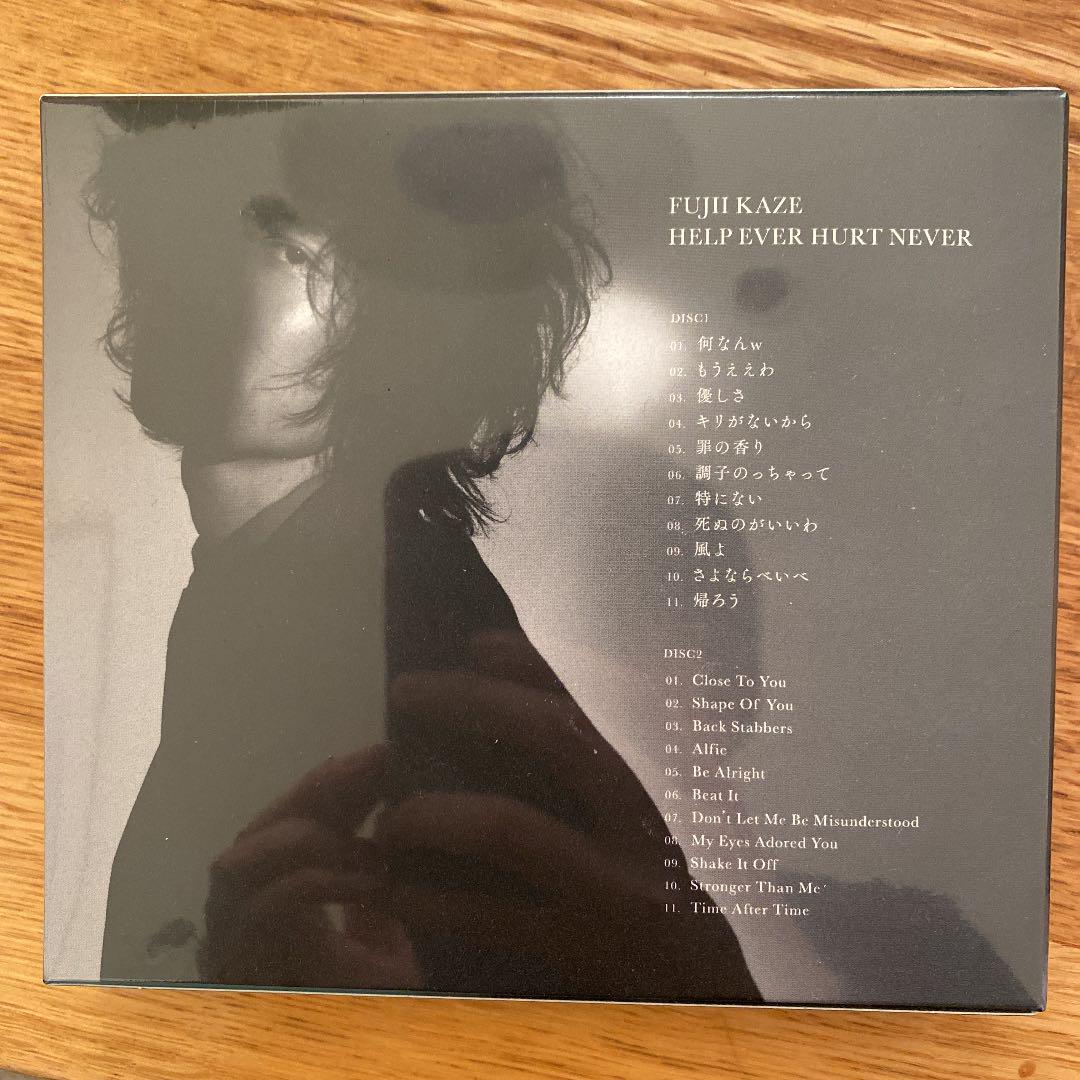 FUJII KAZE
HELP EVER HURT NEVER
DISC1
01. 何なんw
02. もうええわ
03. 優しさ
04. キリがないから
05. 罪の香り
06. 調子のっちゃって
07. 特にない
08. 死ぬのがいいわ
09. 風よ
10. さよならべいべ
11. 帰ろう
DISC2
01. Close To You
02. Shape Of You
03. Back Stabbers
04. Alfie
05. Be Alright
06. Beat It
07. Don't Let Me Be Misunderstood
08. My Eyes Adored You
09. Shake It Off
10. Stronger Than Me
11. Time After Time